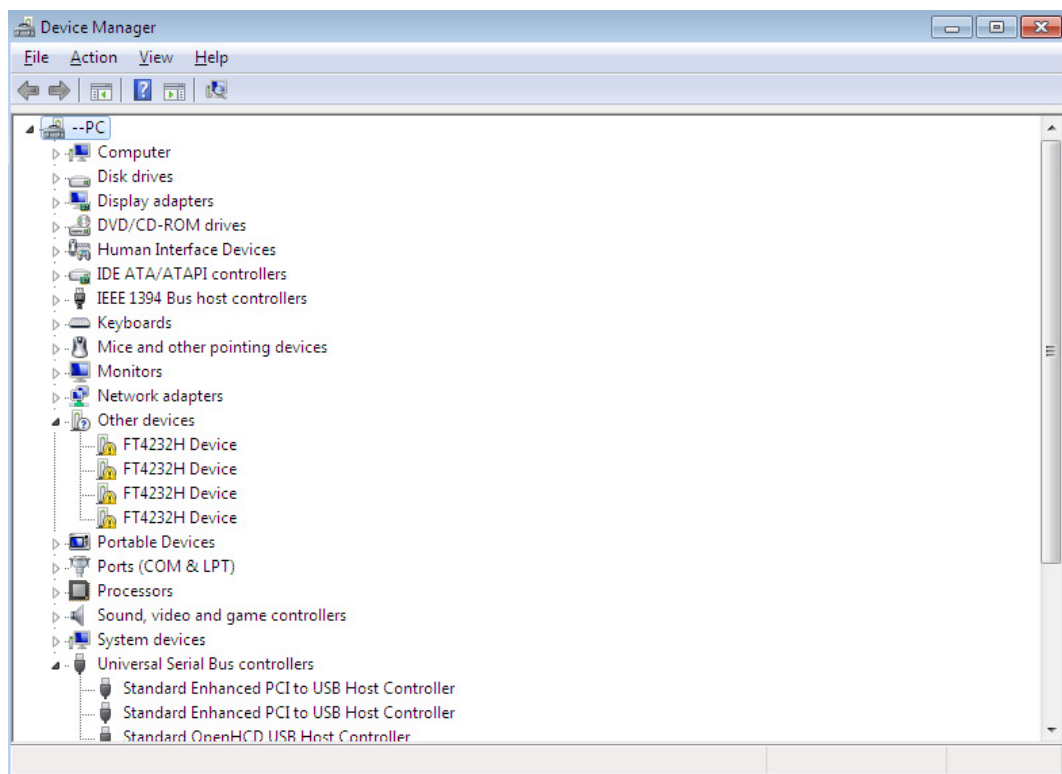 Device Manager
File Action View Help
--PC
Computer
Disk drives
Display adapters
DVD/CD-ROM drives
Human Interface Devices
IDE ATA/ATAPI controllers
IEEE 1394 Bus host controllers
Keyboards
Mice and other pointing devices
Monitors
Network adapters
Other devices
FT4232H Device
FT4232H Device
FT4232H Device
FT4232H Device
Portable Devices
Ports (COM & LPT)
Processors
Sound, video and game controllers
System devices
Universal Serial Bus controllers
Standard Enhanced PCI to USB Host Controller
Standard Enhanced PCI to USB Host Controller
Standard OpenHCD USB Host Controller